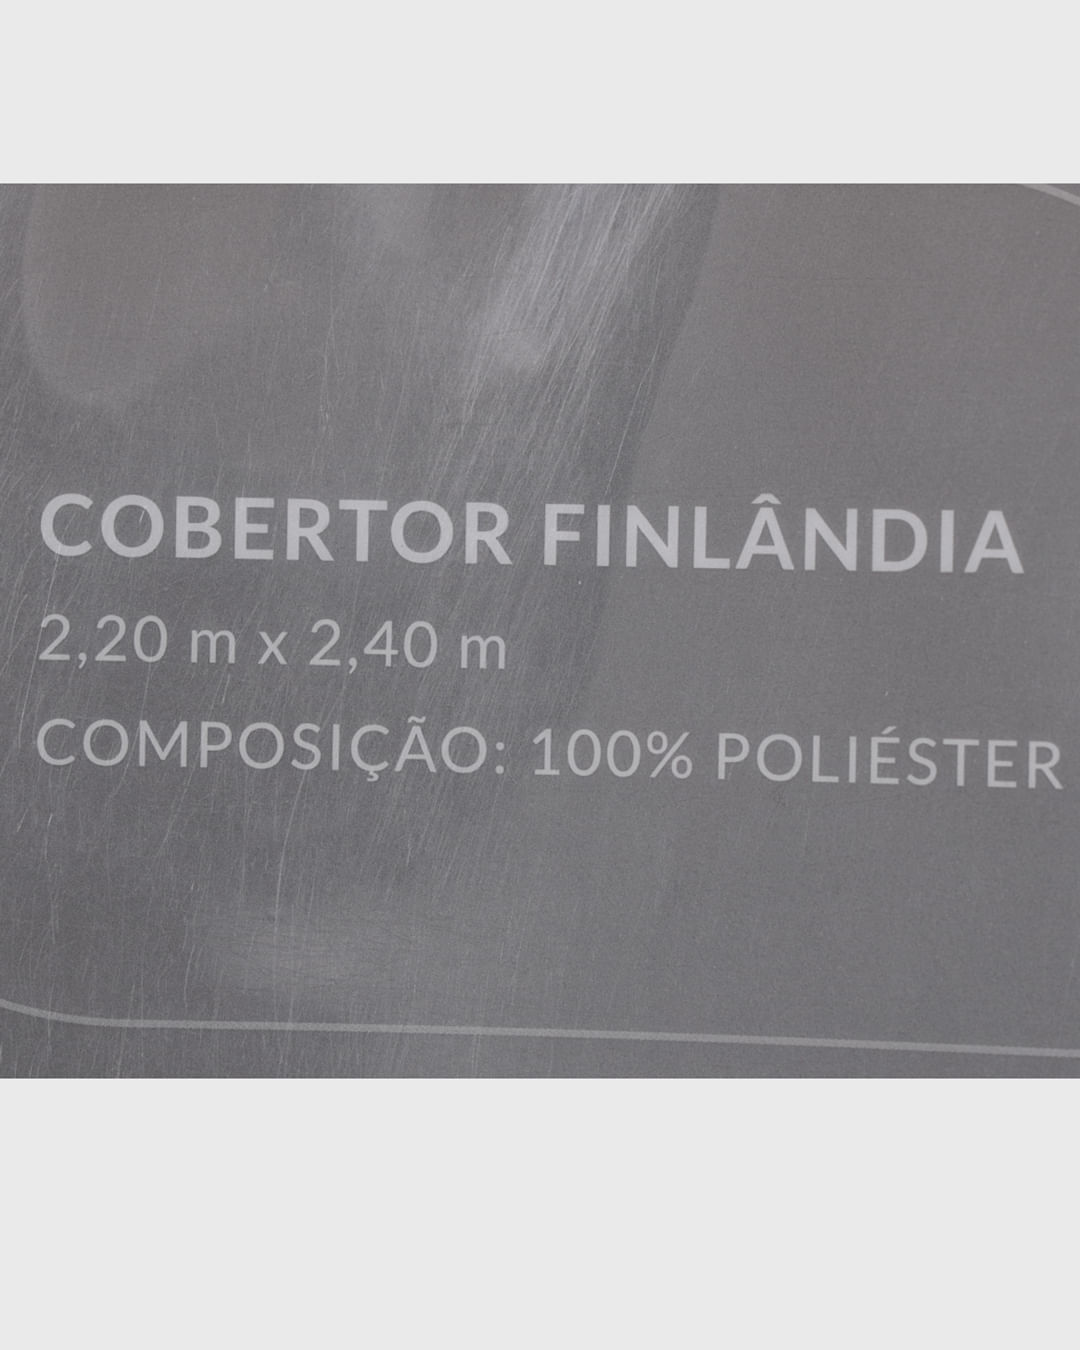 COBERTOR FINLÂNDIA
2,20 m x 2,40 m
COMPOSIÇÃO: 100% POLIÉSTER